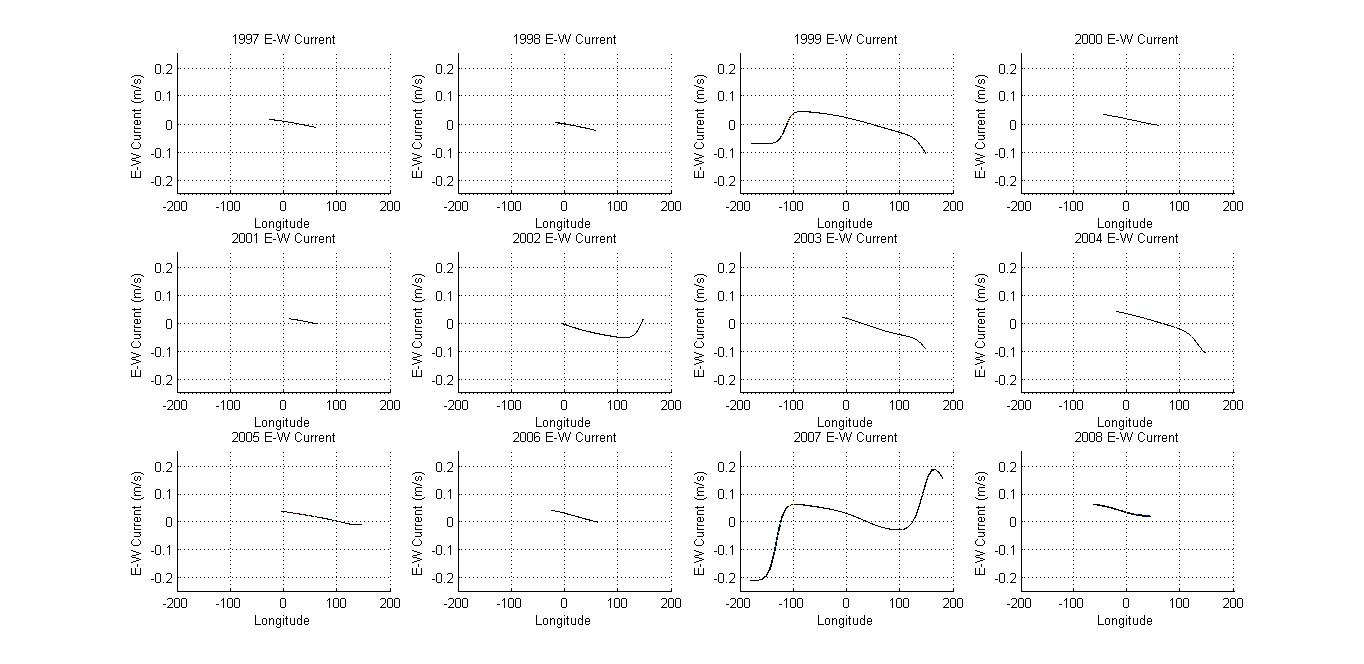 1997 E-W Current
1998 E-W Current
1999 E-W Current
2000 E-W Current
E-W Current (m/s)
0.2
0.1
0
-0.1
-0.2
E-W Current (m/s)
0.2
0.1
0
-0.1
-0.2
E-W Current (m/s)
0.2
0.1
0
-0.1
-0.2
E-W Current (m/s)
0.2
0.1
0
-0.1
-0.2
-200 -100 0 100 200
-200 -100 0 100 200
-200 -100 0 100 200
-200 -100 0 100 200
Longitude
Longitude
Longitude
Longitude
2001 E-W Current
2002 E-W Current
2003 E-W Current
2004 E-W Current
E-W Current (m/s)
0.2
0.1
0
-0.1
-0.2
E-W Current (m/s)
0.2
0.1
0
-0.1
-0.2
E-W Current (m/s)
0.2
0.1
0
-0.1
-0.2
E-W Current (m/s)
0.2
0.1
0
-0.1
-0.2
-200 -100 0 100 200
-200 -100 0 100 200
-200 -100 0 100 200
-200 -100 0 100 200
Longitude
Longitude
Longitude
Longitude
2005 E-W Current
2006 E-W Current
2007 E-W Current
2008 E-W Current
E-W Current (m/s)
0.2
0.1
0
-0.1
-0.2
E-W Current (m/s)
0.2
0.1
0
-0.1
-0.2
E-W Current (m/s)
0.2
0.1
0
-0.1
-0.2
E-W Current (m/s)
0.2
0.1
0
-0.1
-0.2
-200 -100 0 100 200
-200 -100 0 100 200
-200 -100 0 100 200
-200 -100 0 100 200
Longitude
Longitude
Longitude
Longitude